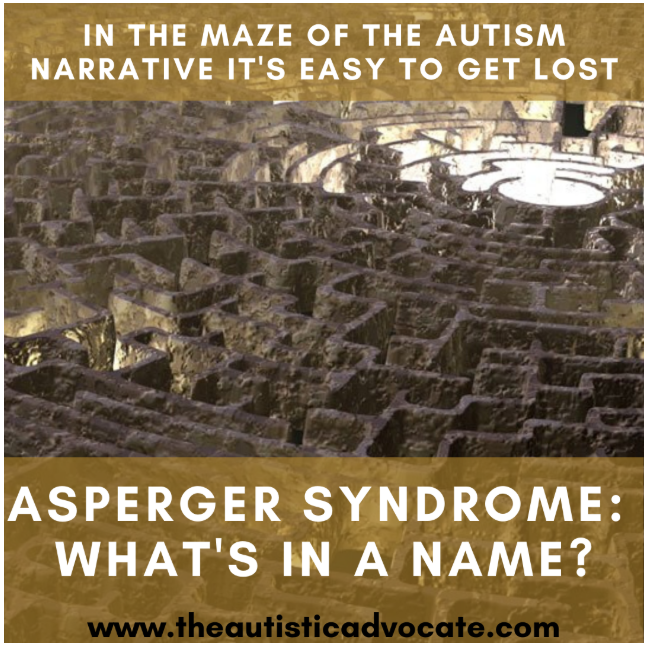 IN THE MAZE OF THE AUTISM
NARRATIVE IT'S EASY TO GET LOST
ASPERGER SYNDROME:
WHAT'S IN A NAME?
www.theautisticadvocate.com